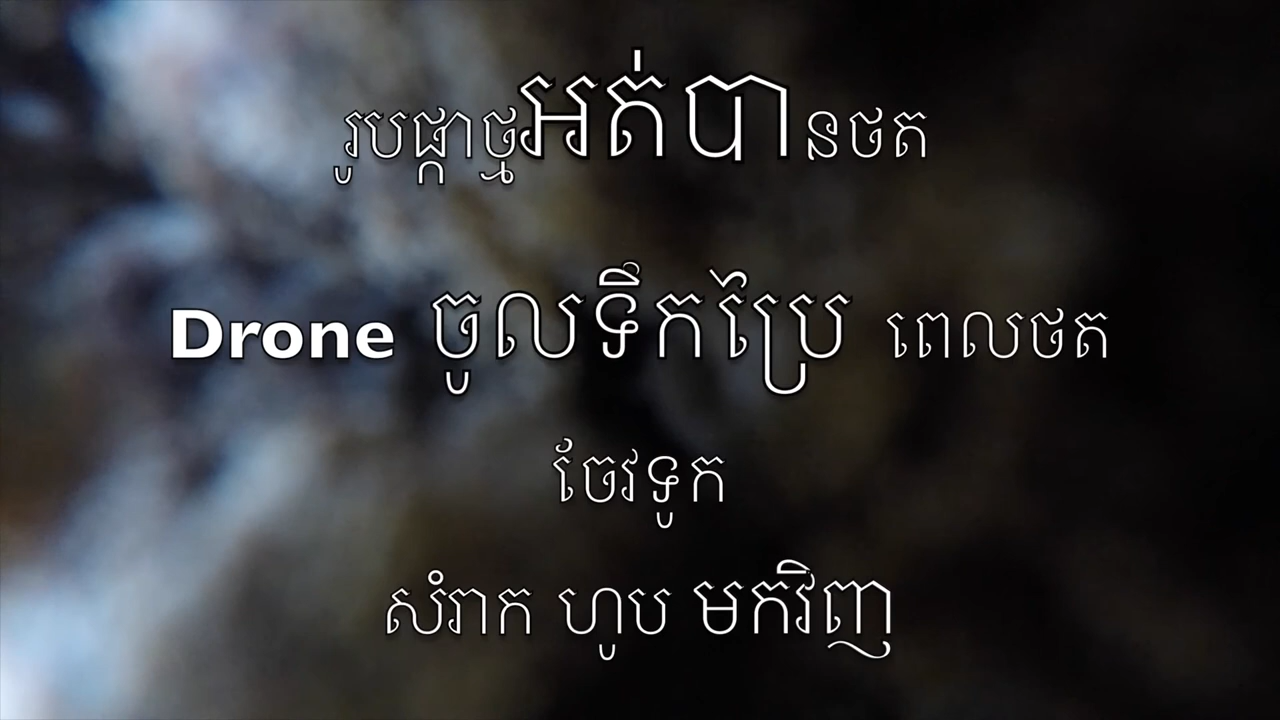 រូបផ្កាថ្មអត់បានថត
Drone ចូលទឹកប្រៃ ពេលថត
ចែវទូក
សំរាក ហូប មកវិញ